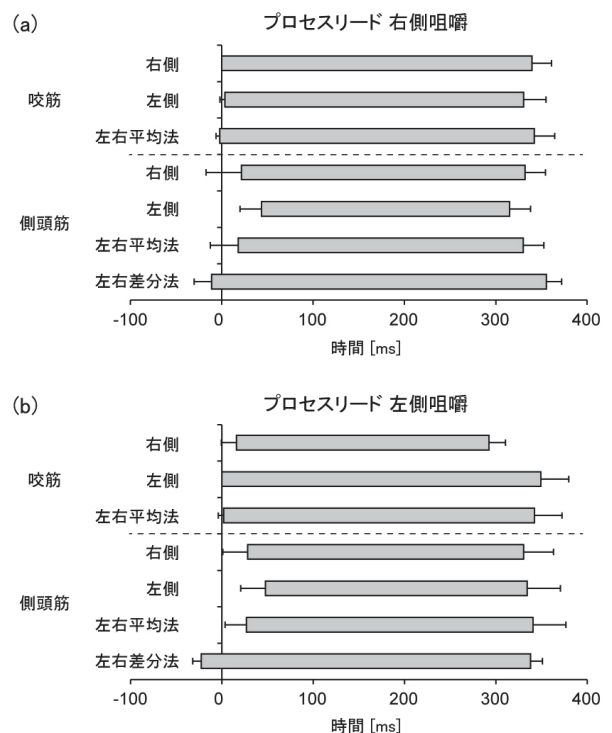 (a)
プロセスリード 右側咀嚼
咬筋
右側
左側
左右平均法
側頭筋
右側
左側
左右平均法
左右差分法
-100 0 100 200 300 400
時間 [ms]
(b)
プロセスリード 左側咀嚼
咬筋
右側
左側
左右平均法
側頭筋
右側
左側
左右平均法
左右差分法
-100 0 100 200 300 400
時間 [ms]